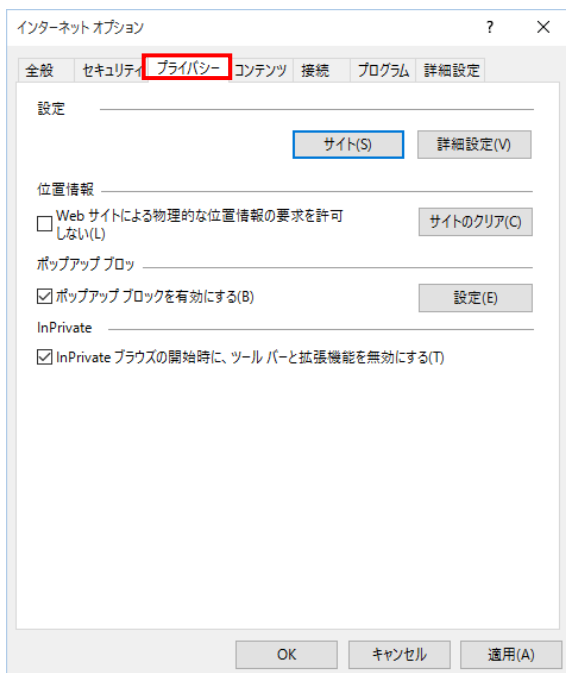 インターネット オプション ? ×
全般 セキュリティ プライバシー コンテンツ 接続 プログラム 詳細設定
設定
サイト(S) 詳細設定(V)
位置情報
Web サイトによる物理的な位置情報の要求を許可
しない(L)
サイトのクリア(C)
ポップアップ ブロッ
ポップアップ ブロックを有効にする(B) 設定(E)
InPrivate
InPrivate ブラウズの開始時に、ツール バーと拡張機能を無効にする(T)
OK キャンセル 適用(A)